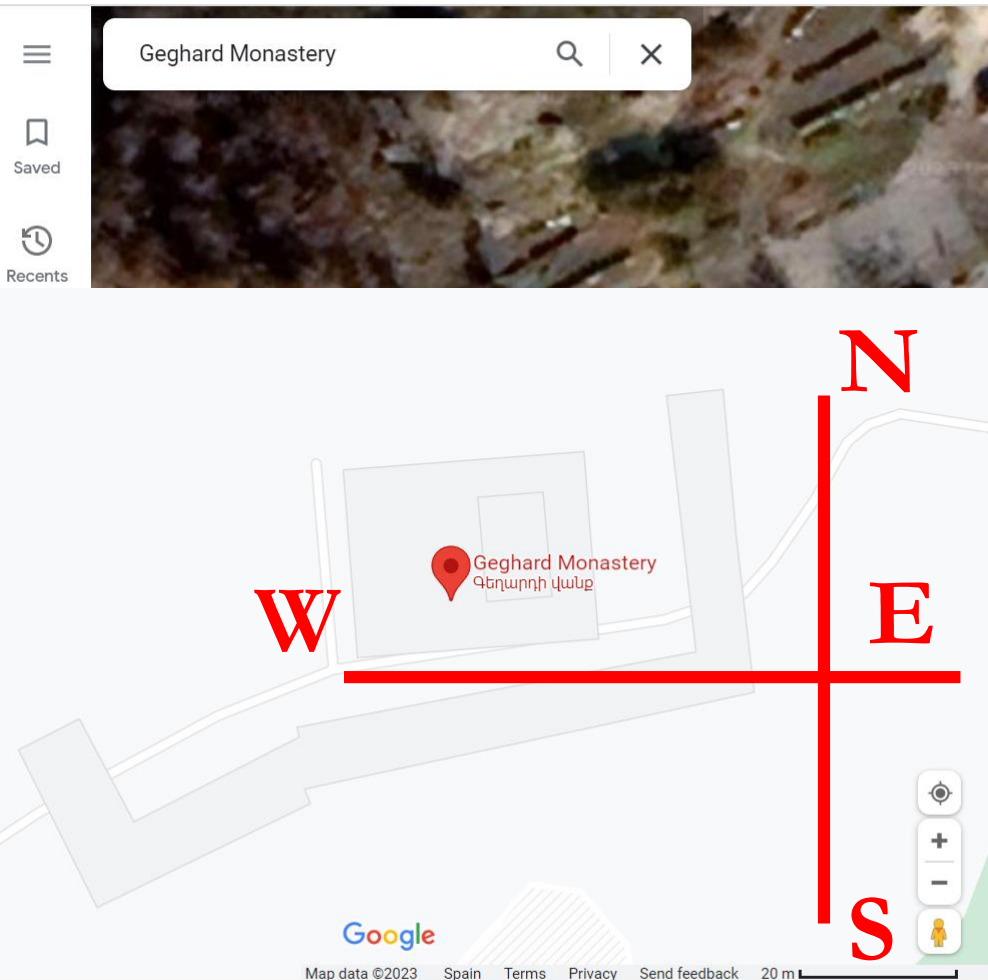 Geghard Monastery
Saved
Recents
N
Geghard Monastery
Գեղարդի վանք
W
E
S
Google
Map data ©2023 Spain Terms Privacy Send feedback 20 m